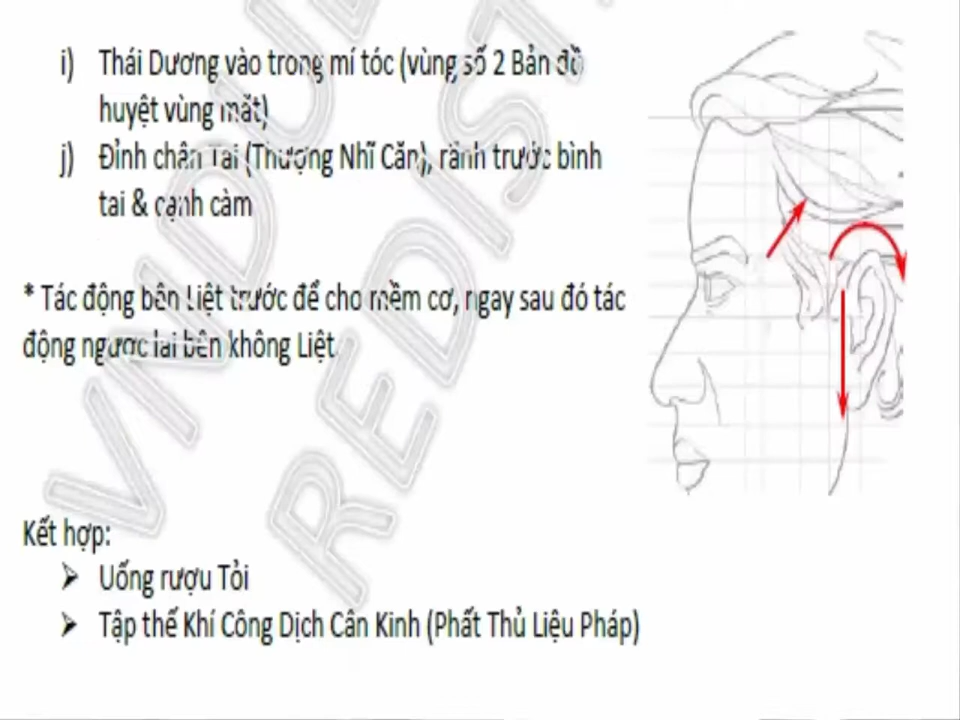 i) Thái Dương vào trong mí tóc (vùng số 2 Bản đồ
huyệt vùng mắt)
j) Đỉnh chân Tai (Thượng Nhĩ Căn), rãnh trước bình
tai & cạnh càm
* Tác động bên Liệt trước để cho mềm cơ, ngay sau đó tác
động ngược lại bên không Liệt.
Kết hợp:
➢ Uống rượu Tỏi
➢ Tập thế Khí Công Dịch Cân Kinh (Phất Thủ Liệu Pháp)